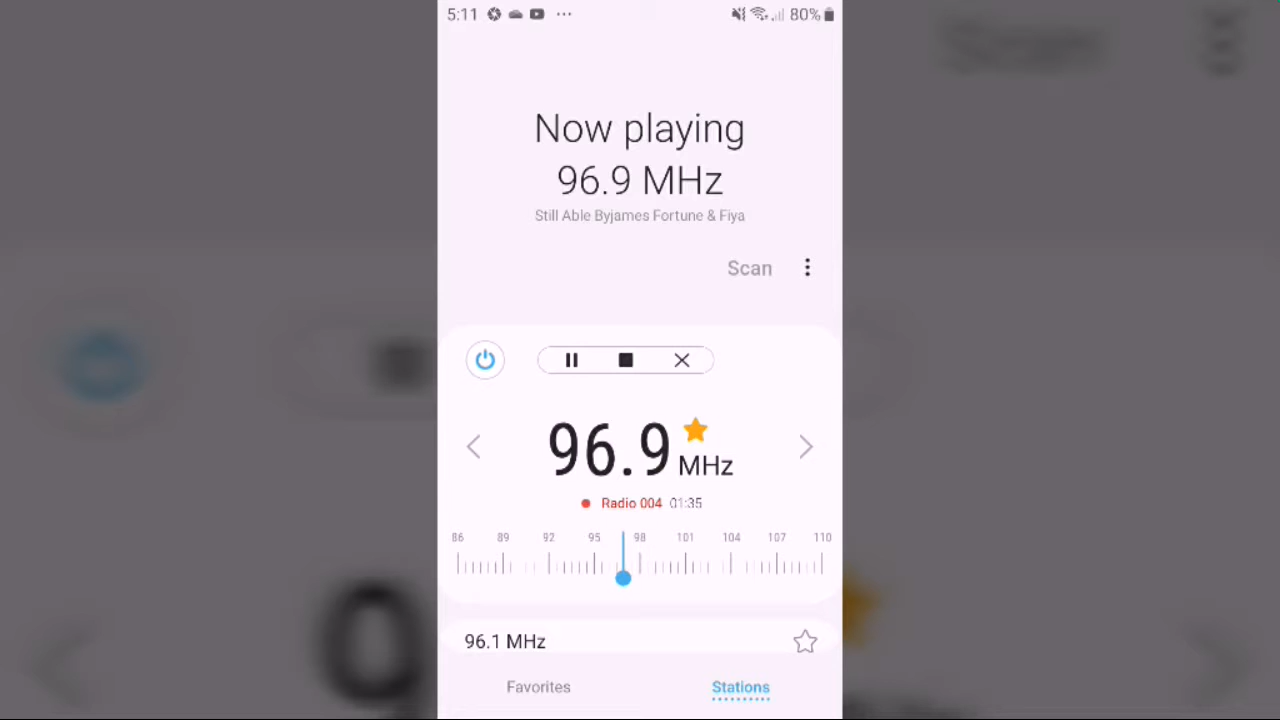 5:11 80%
Now playing
96.9 MHz
Still Able Byjames Fortune & Fiya
Scan
96.9 MHz
Radio 004 01:35
86 89 92 95 98 101 104 107 110
96.1 MHz
Favorites Stations